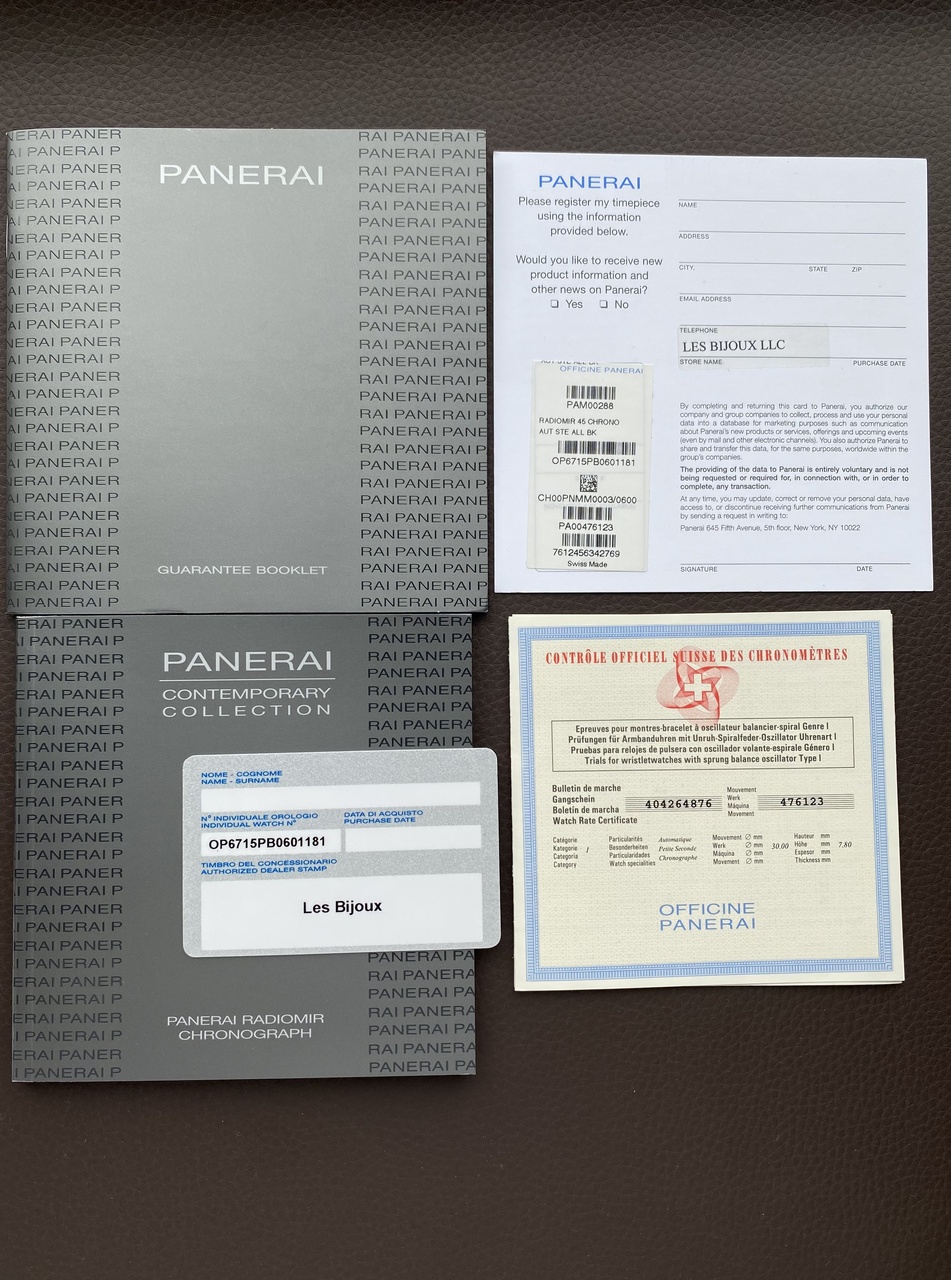 PANERAI
GUARANTEE BOOKLET
PANERAI
Please register my timepiece
using the information
provided below.
Would you like to receive new
product information and
other news on Panerai?
❏ Yes ❏ No
NAME
ADDRESS
CITY, STATE ZIP
EMAIL ADDRESS
TELEPHONE
LES BIJOUX LLC
STORE NAME PURCHASE DATE
By completing and returning this card to Panerai, you authorize our
company and group companies to collect, process and use your personal
data into a database for marketing purposes such as communication
about Panerai's new products or services, offerings and upcoming events
(even by mail and other electronic channels). You also authorize Panerai to
share and transfer this data, for the same purposes, worldwide within the
group's companies.
The providing of the data to Panerai is entirely voluntary and is not
being requested or required for, in connection with, or in order to
complete, any transaction.
At any time, you may update, correct or remove your personal data, have
access to, or discontinue receiving further communications from Panerai
by sending a request in writing to:
Panerai 645 Fifth Avenue, 5th floor, New York, NY 10022
SIGNATURE DATE
OFFICINE PANERAI
PAM00288
RADIOMIR 45 CHRONO
AUT STE ALL BK
OP6715PB0601181
CH00PNMM0003/0600
PA00476123
7612456342769
Swiss Made
PANERAI
CONTEMPORARY
COLLECTION
NOME - COGNOME
NAME - SURNAME
N° INDIVIDUALE OROLOGIO
INDIVIDUAL WATCH N°
DATA DI ACQUISTO
PURCHASE DATE
OP6715PB0601181
TIMBRO DEL CONCESSIONARIO
AUTHORIZED DEALER STAMP
Les Bijoux
PANERAI RADIOMIR
CHRONOGRAPH
CONTRÔLE OFFICIEL SUISSE DES CHRONOMÈTRES
Epreuves pour montres-bracelet à oscillateur balancier-spiral Genre I
Prüfungen für Armbanduhren mit Unruh-Spiralfeder-Oszillator Uhrenart I
Pruebas para relojes de pulsera con oscillador volante-espirale Género I
Trials for wristletwatches with sprung balance oscillator Type I
Bulletin de marche
Gangschein
Boletin de marcha
Watch Rate Certificate
404264876
Mouvement
Werk
Máquina
Movement
476123
Catégorie
Kategorie
Categoria
Category
1
Particularités
Besonderheiten
Particularidades
Watch specialities
Automatique
Petite Seconde
Chronographe
Mouvement ∅ mm
Werk ∅ mm
Máquina ∅ mm
Movement ∅ mm
30.00
Hauteur mm
Höhe mm
Espesor mm
Thickness mm
7.80
OFFICINE
PANERAI